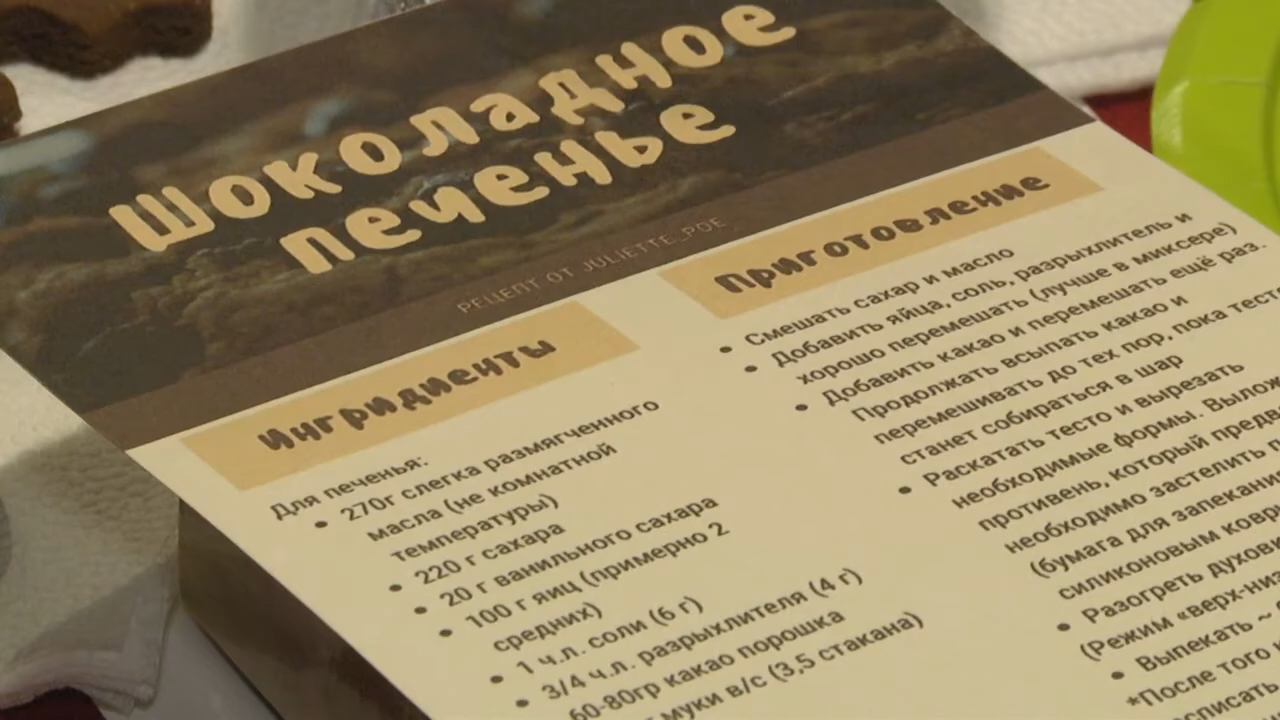 Шоколадное
печенье
РЕЦЕПТ ОТ JULIETTE_POE
Ингридиенты
Для печенья:
• 270г слегка размягченного
масла (не комнатной
температуры)
• 220 г сахара
• 20 г ванильного сахара
• 100 г яиц (примерно 2
средних)
• 1 ч.л. соли (6 г)
• 3/4 ч.л. разрыхлителя (4 г)
60-80гр какао порошка
муки в/с (3,5 стакана)
Приготовление
• Смешать сахар и масло
• Добавить яйца, соль, разрыхлитель и
хорошо перемешать (лучше в миксере)
• Добавить какао и перемешать ещё раз.
Продолжать всыпать какао и
перемешивать до тех пор, пока тесто
станет собираться в шар
• Раскатать тесто и вырезать
необходимые формы. Вылож
противень, который предв
необходимо застелить
(бумага для запекани
силиконовым ковр
• Разогреть духов
(Режим «верх-низ
• Выпекать ~
*После того